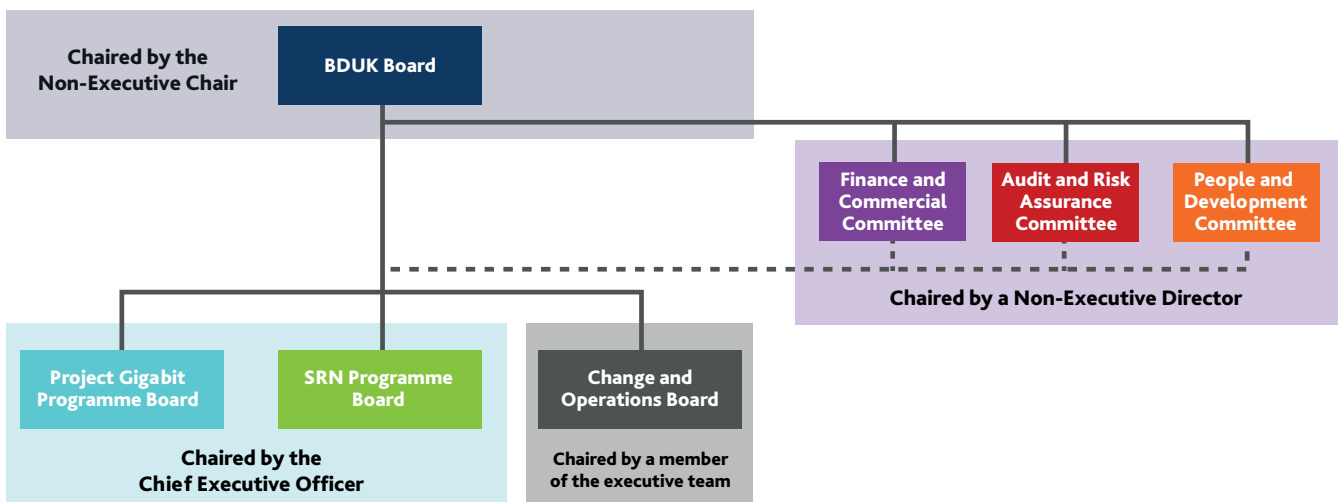 Chaired by the
Non-Executive Chair
BDUK Board
Finance and
Commercial
Committee
Audit and Risk
Assurance
Committee
People and
Development
Committee
Chaired by a Non-Executive Director
Project Gigabit
Programme Board
SRN Programme
Board
Change and
Operations Board
Chaired by the
Chief Executive Officer
Chaired by a member
of the executive team